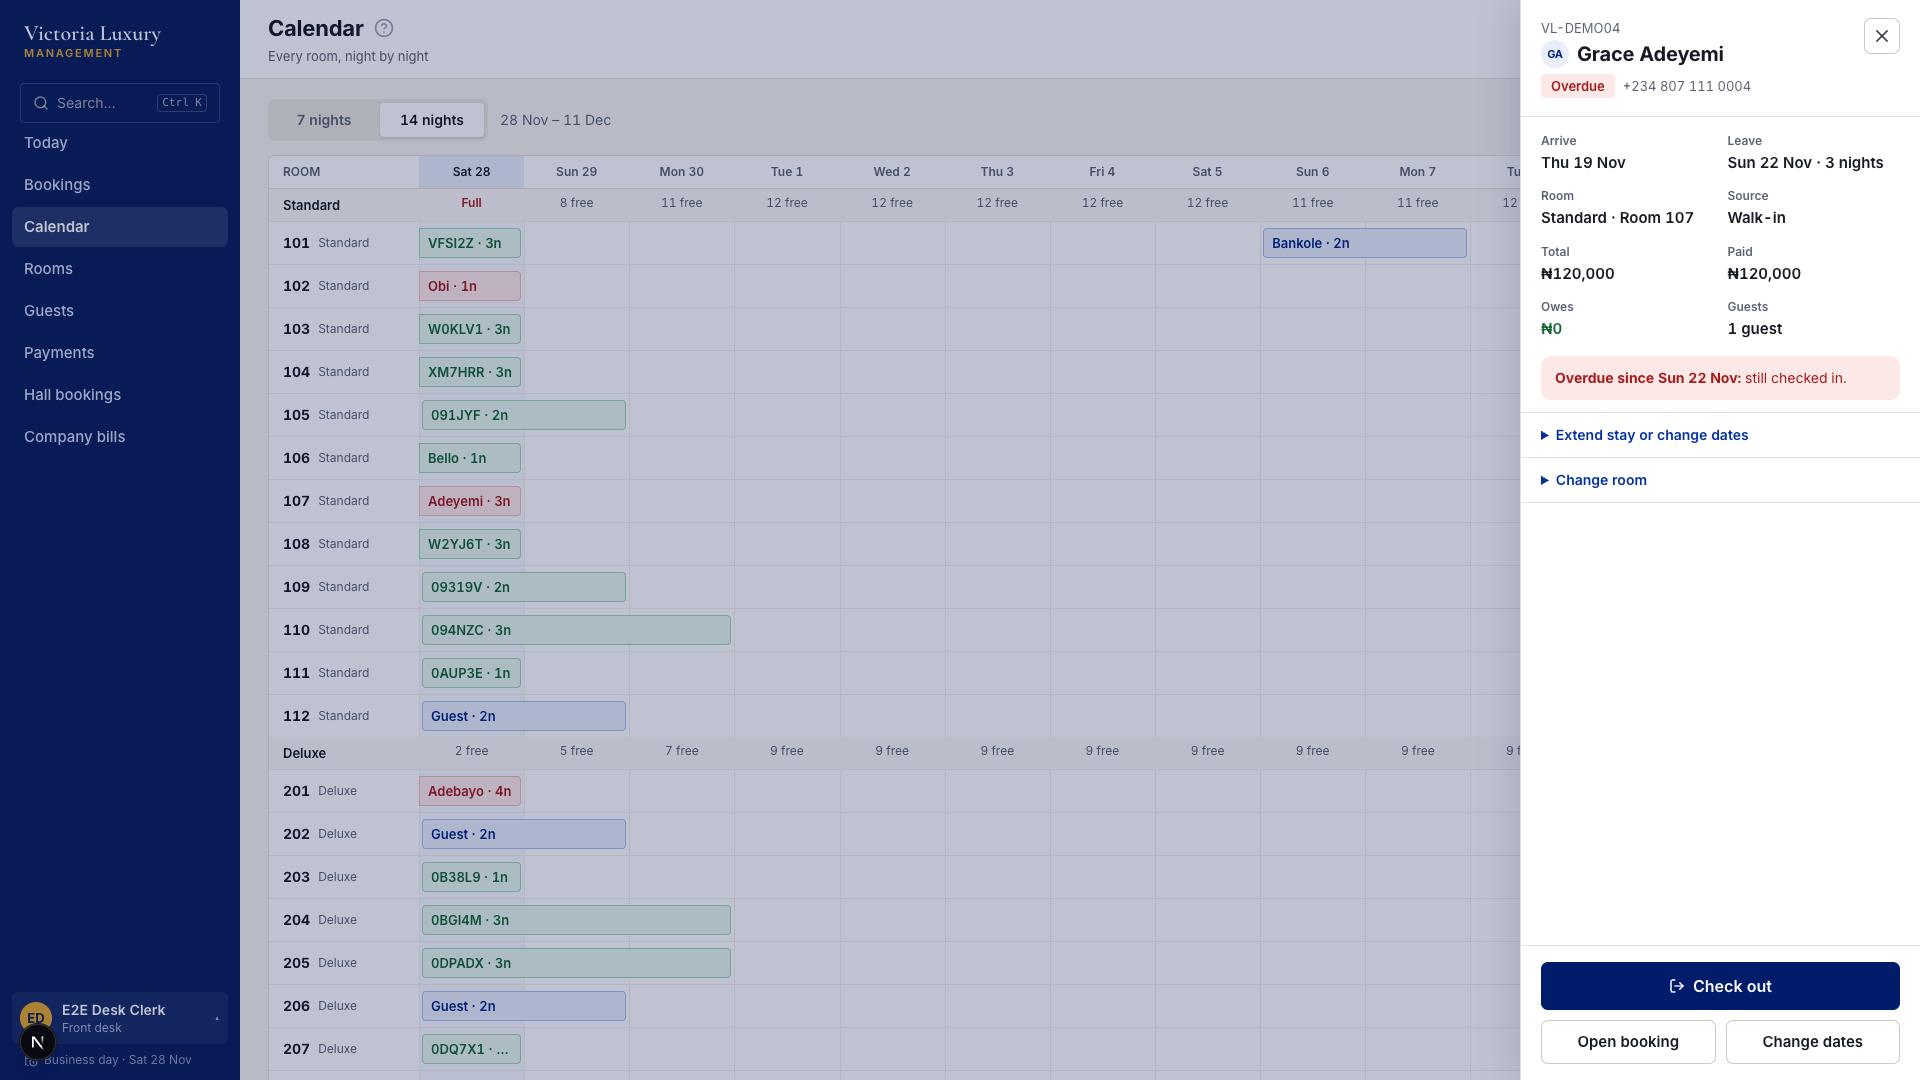 Victoria Luxury
MANAGEMENT
Search...
Ctrl K
Today
Bookings
Calendar
Rooms
Guests
Payments
Hall bookings
Company bills
ED
E2E Desk Clerk
Front desk
N
Business day · Sat 28 Nov
Calendar
?
Every room, night by night
7 nights
14 nights
28 Nov – 11 Dec
ROOM Sat 28 Sun 29 Mon 30 Tue 1 Wed 2 Thu 3 Fri 4 Sat 5 Sun 6 Mon 7 Tu
Standard Full 8 free 11 free 12 free 12 free 12 free 12 free 12 free 11 free 11 free 12
101 Standard VFSI2Z · 3n Bankole · 2n
102 Standard Obi · 1n
103 Standard W0KLV1 · 3n
104 Standard XM7HRR · 3n
105 Standard 091JYF · 2n
106 Standard Bello · 1n
107 Standard Adeyemi · 3n
108 Standard W2YJ6T · 3n
109 Standard 09319V · 2n
110 Standard 094NZC · 3n
111 Standard 0AUP3E · 1n
112 Standard Guest · 2n
Deluxe 2 free 5 free 7 free 9 free 9 free 9 free 9 free 9 free 9 free 9 free 9 f
201 Deluxe Adebayo · 4n
202 Deluxe Guest · 2n
203 Deluxe 0B38L9 · 1n
204 Deluxe 0BGI4M · 3n
205 Deluxe 0DPADX · 3n
206 Deluxe Guest · 2n
207 Deluxe 0DQ7X1 · ...
VL-DEMO04
GA Grace Adeyemi
Overdue +234 807 111 0004
Arrive Leave
Thu 19 Nov Sun 22 Nov · 3 nights
Room Source
Standard · Room 107 Walk-in
Total Paid
₦120,000 ₦120,000
Owes Guests
₦0 1 guest
Overdue since Sun 22 Nov: still checked in.
Extend stay or change dates
Change room
Check out
Open booking
Change dates